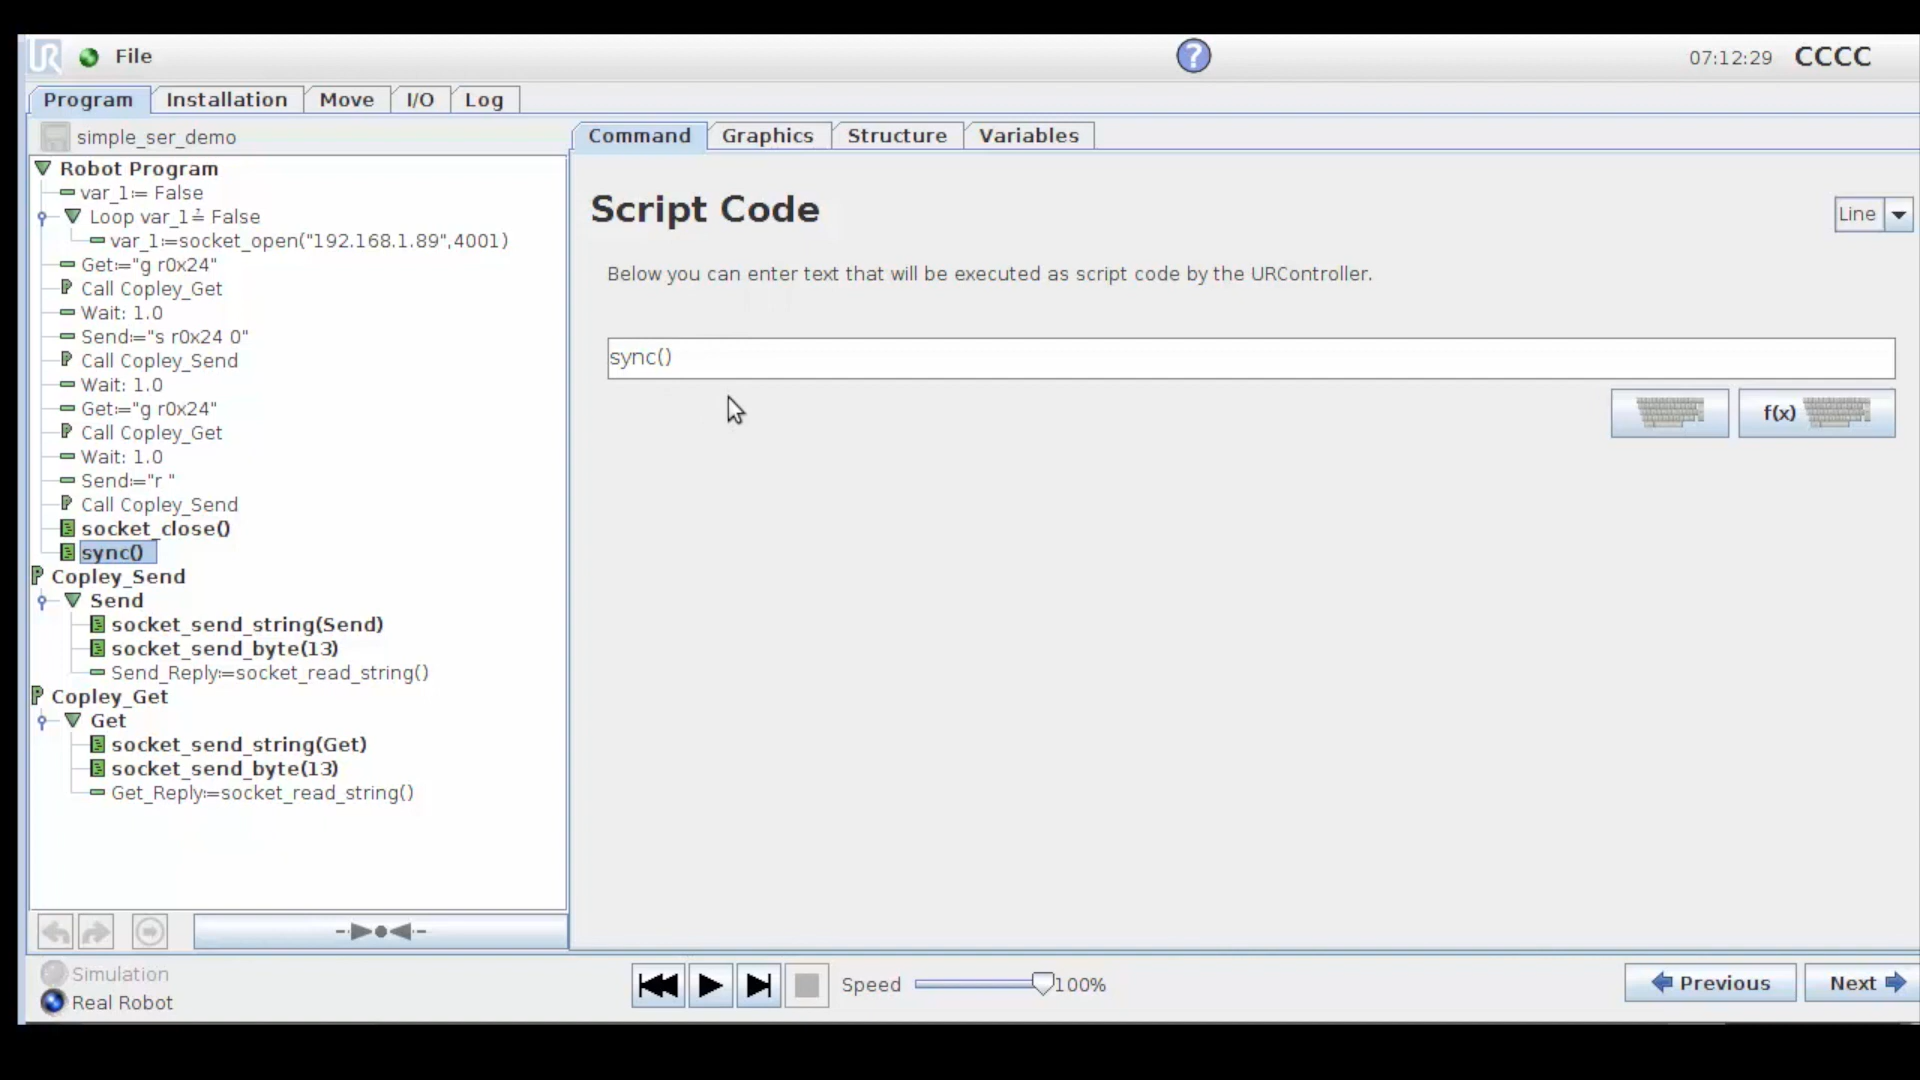 UR File ? 07:12:29 CCCC
Program Installation Move I/O Log
simple_ser_demo
Command Graphics Structure Variables
Robot Program
var_1:= False
Loop var_1≟ False
var_1:=socket_open("192.168.1.89",4001)
Get:="g r0x24"
Call Copley_Get
Wait: 1.0
Send:="s r0x24 0"
Call Copley_Send
Wait: 1.0
Get:="g r0x24"
Call Copley_Get
Wait: 1.0
Send:="r "
Call Copley_Send
socket_close()
sync()
P Copley_Send
Send
socket_send_string(Send)
socket_send_byte(13)
Send_Reply:=socket_read_string()
P Copley_Get
Get
socket_send_string(Get)
socket_send_byte(13)
Get_Reply:=socket_read_string()
Script Code
Line
Below you can enter text that will be executed as script code by the URController.
sync()
f(x)
Simulation
Real Robot
Speed 100%
Previous Next